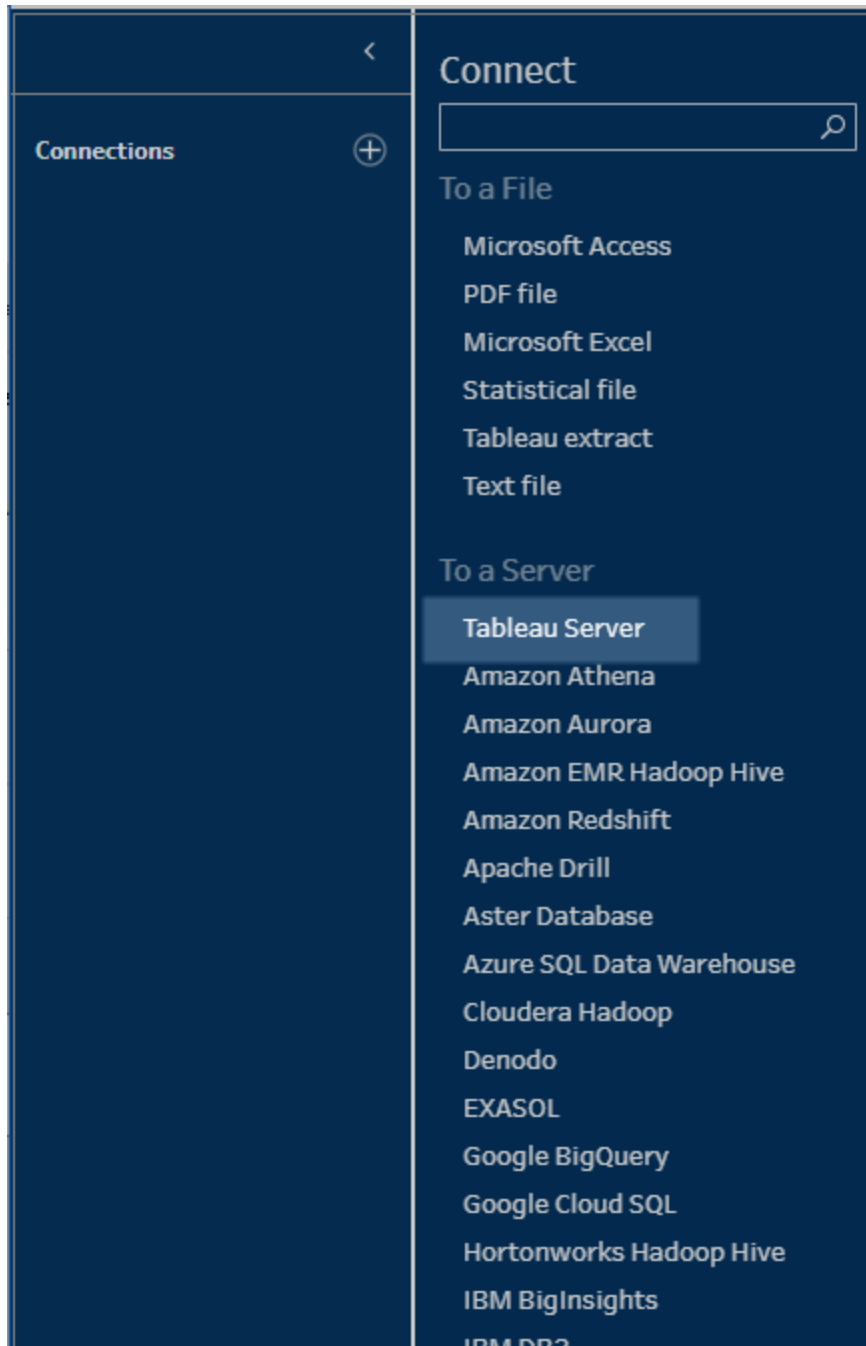 Connections
Connect
To a File
Microsoft Access
PDF file
Microsoft Excel
Statistical file
Tableau extract
Text file
To a Server
Tableau Server
Amazon Athena
Amazon Aurora
Amazon EMR Hadoop Hive
Amazon Redshift
Apache Drill
Aster Database
Azure SQL Data Warehouse
Cloudera Hadoop
Denodo
EXASOL
Google BigQuery
Google Cloud SQL
Hortonworks Hadoop Hive
IBM BigInsights